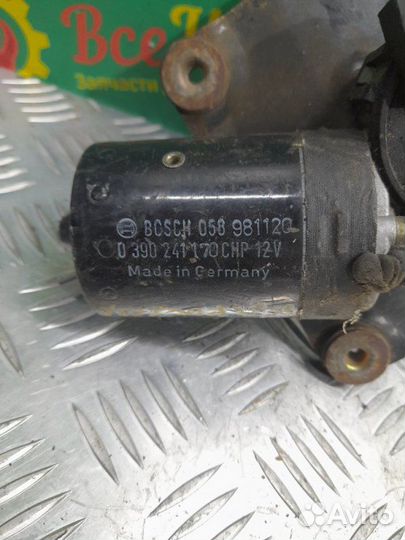 Все
Запчасти
BOSCH 058 981120
0 390 241 170 CHP 12V
Made in Germany
Avito